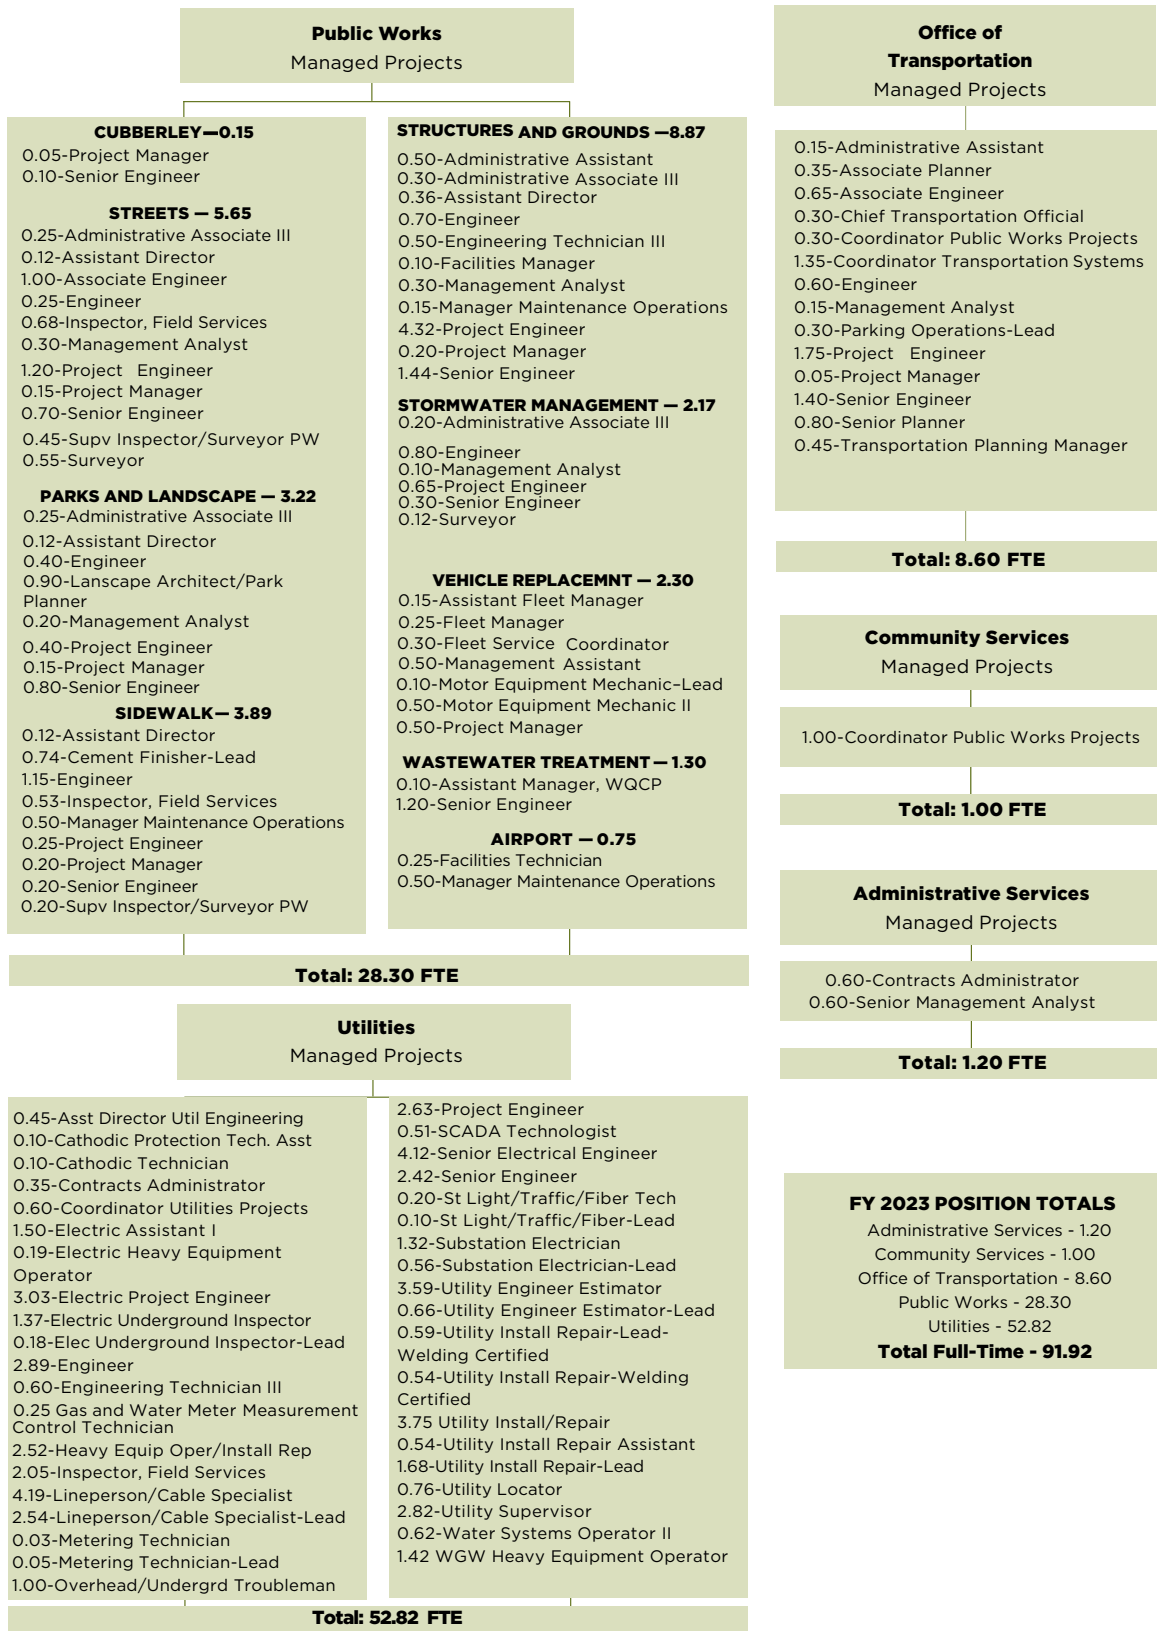 Public Works
Managed Projects
CUBBERLEY—0.15
0.05-Project Manager
0.10-Senior Engineer
STREETS — 5.65
0.25-Administrative Associate III
0.12-Assistant Director
1.00-Associate Engineer
0.25-Engineer
0.68-Inspector, Field Services
0.30-Management Analyst
1.20-Project Engineer
0.15-Project Manager
0.70-Senior Engineer
0.45-Supv Inspector/Surveyor PW
0.55-Surveyor
PARKS AND LANDSCAPE — 3.22
0.25-Administrative Associate III
0.12-Assistant Director
0.40-Engineer
0.90-Lanscape Architect/Park
Planner
0.20-Management Analyst
0.40-Project Engineer
0.15-Project Manager
0.80-Senior Engineer
SIDEWALK— 3.89
0.12-Assistant Director
0.74-Cement Finisher-Lead
1.15-Engineer
0.53-Inspector, Field Services
0.50-Manager Maintenance Operations
0.25-Project Engineer
0.20-Project Manager
0.20-Senior Engineer
0.20-Supv Inspector/Surveyor PW
STRUCTURES AND GROUNDS —8.87
0.50-Administrative Assistant
0.30-Administrative Associate III
0.36-Assistant Director
0.70-Engineer
0.50-Engineering Technician III
0.10-Facilities Manager
0.30-Management Analyst
0.15-Manager Maintenance Operations
4.32-Project Engineer
0.20-Project Manager
1.44-Senior Engineer
STORMWATER MANAGEMENT — 2.17
0.20-Administrative Associate III
0.80-Engineer
0.10-Management Analyst
0.65-Project Engineer
0.30-Senior Engineer
0.12-Surveyor
VEHICLE REPLACEMNT — 2.30
0.15-Assistant Fleet Manager
0.25-Fleet Manager
0.30-Fleet Service Coordinator
0.50-Management Assistant
0.10-Motor Equipment Mechanic–Lead
0.50-Motor Equipment Mechanic II
0.50-Project Manager
WASTEWATER TREATMENT— 1.30
0.10-Assistant Manager, WQCP
1.20-Senior Engineer
AIRPORT — 0.75
0.25-Facilities Technician
0.50-Manager Maintenance Operations
Total: 28.30 FTE
Utilities
Managed Projects
0.45-Asst Director Util Engineering
0.10-Cathodic Protection Tech. Asst
0.10-Cathodic Technician
0.35-Contracts Administrator
0.60-Coordinator Utilities Projects
1.50-Electric Assistant I
0.19-Electric Heavy Equipment
Operator
3.03-Electric Project Engineer
1.37-Electric Underground Inspector
0.18-Elec Underground Inspector-Lead
2.89-Engineer
0.60-Engineering Technician III
0.25 Gas and Water Meter Measurement
Control Technician
2.52-Heavy Equip Oper/Install Rep
2.05-Inspector, Field Services
4.19-Lineperson/Cable Specialist
2.54-Lineperson/Cable Specialist-Lead
0.03-Metering Technician
0.05-Metering Technician-Lead
1.00-Overhead/Undergrd Troubleman
2.63-Project Engineer
0.51-SCADA Technologist
4.12-Senior Electrical Engineer
2.42-Senior Engineer
0.20-St Light/Traffic/Fiber Tech
0.10-St Light/Traffic/Fiber-Lead
1.32-Substation Electrician
0.56-Substation Electrician-Lead
3.59-Utility Engineer Estimator
0.66-Utility Engineer Estimator-Lead
0.59-Utility Install Repair-Lead-
Welding Certified
0.54-Utility Install Repair-Welding
Certified
3.75 Utility Install/Repair
0.54-Utility Install Repair Assistant
1.68-Utility Install Repair-Lead
0.76-Utility Locator
2.82-Utility Supervisor
0.62-Water Systems Operator II
1.42 WGW Heavy Equipment Operator
Total: 52.82 FTE
Office of
Transportation
Managed Projects
0.15-Administrative Assistant
0.35-Associate Planner
0.65-Associate Engineer
0.30-Chief Transportation Official
0.30-Coordinator Public Works Projects
1.35-Coordinator Transportation Systems
0.60-Engineer
0.15-Management Analyst
0.30-Parking Operations-Lead
1.75-Project Engineer
0.05-Project Manager
1.40-Senior Engineer
0.80-Senior Planner
0.45-Transportation Planning Manager
Total: 8.60 FTE
Community Services
Managed Projects
1.00-Coordinator Public Works Projects
Total: 1.00 FTE
Administrative Services
Managed Projects
0.60-Contracts Administrator
0.60-Senior Management Analyst
Total: 1.20 FTE
FY 2023 POSITION TOTALS
Administrative Services - 1.20
Community Services - 1.00
Office of Transportation - 8.60
Public Works - 28.30
Utilities - 52.82
Total Full-Time - 91.92